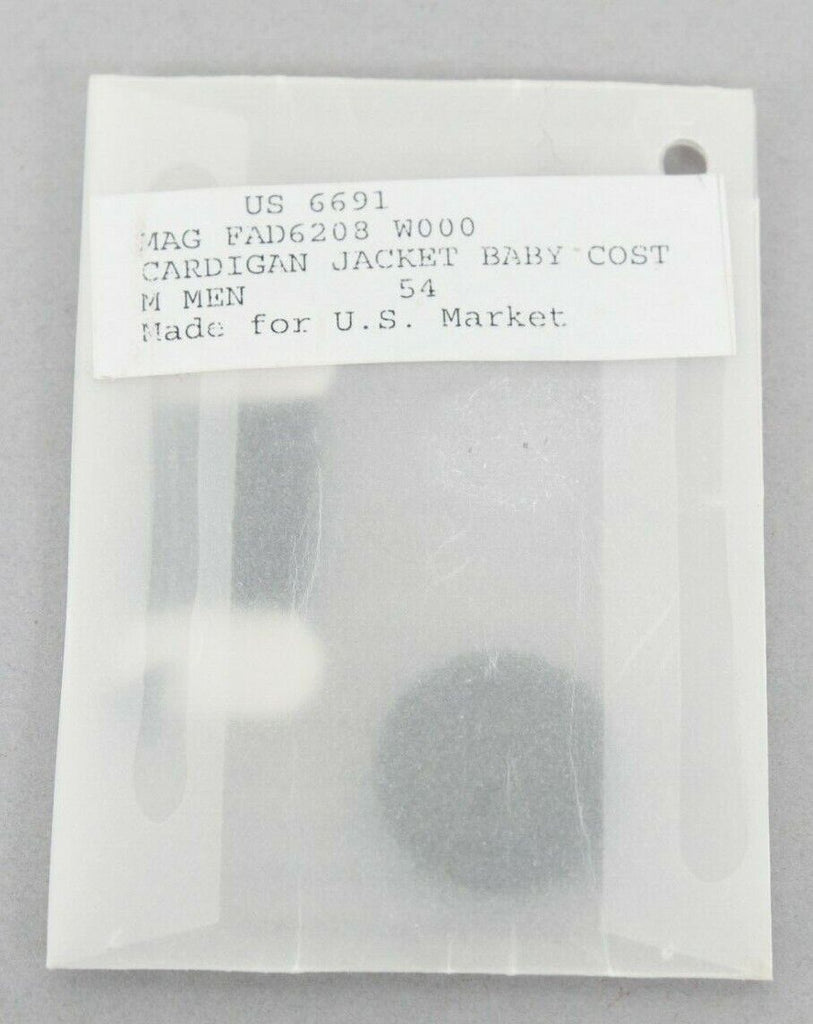 US 6691
MAG FAD6208 W000
CARDIGAN JACKET BABY COST
M MEN 54
Made for U.S. Market